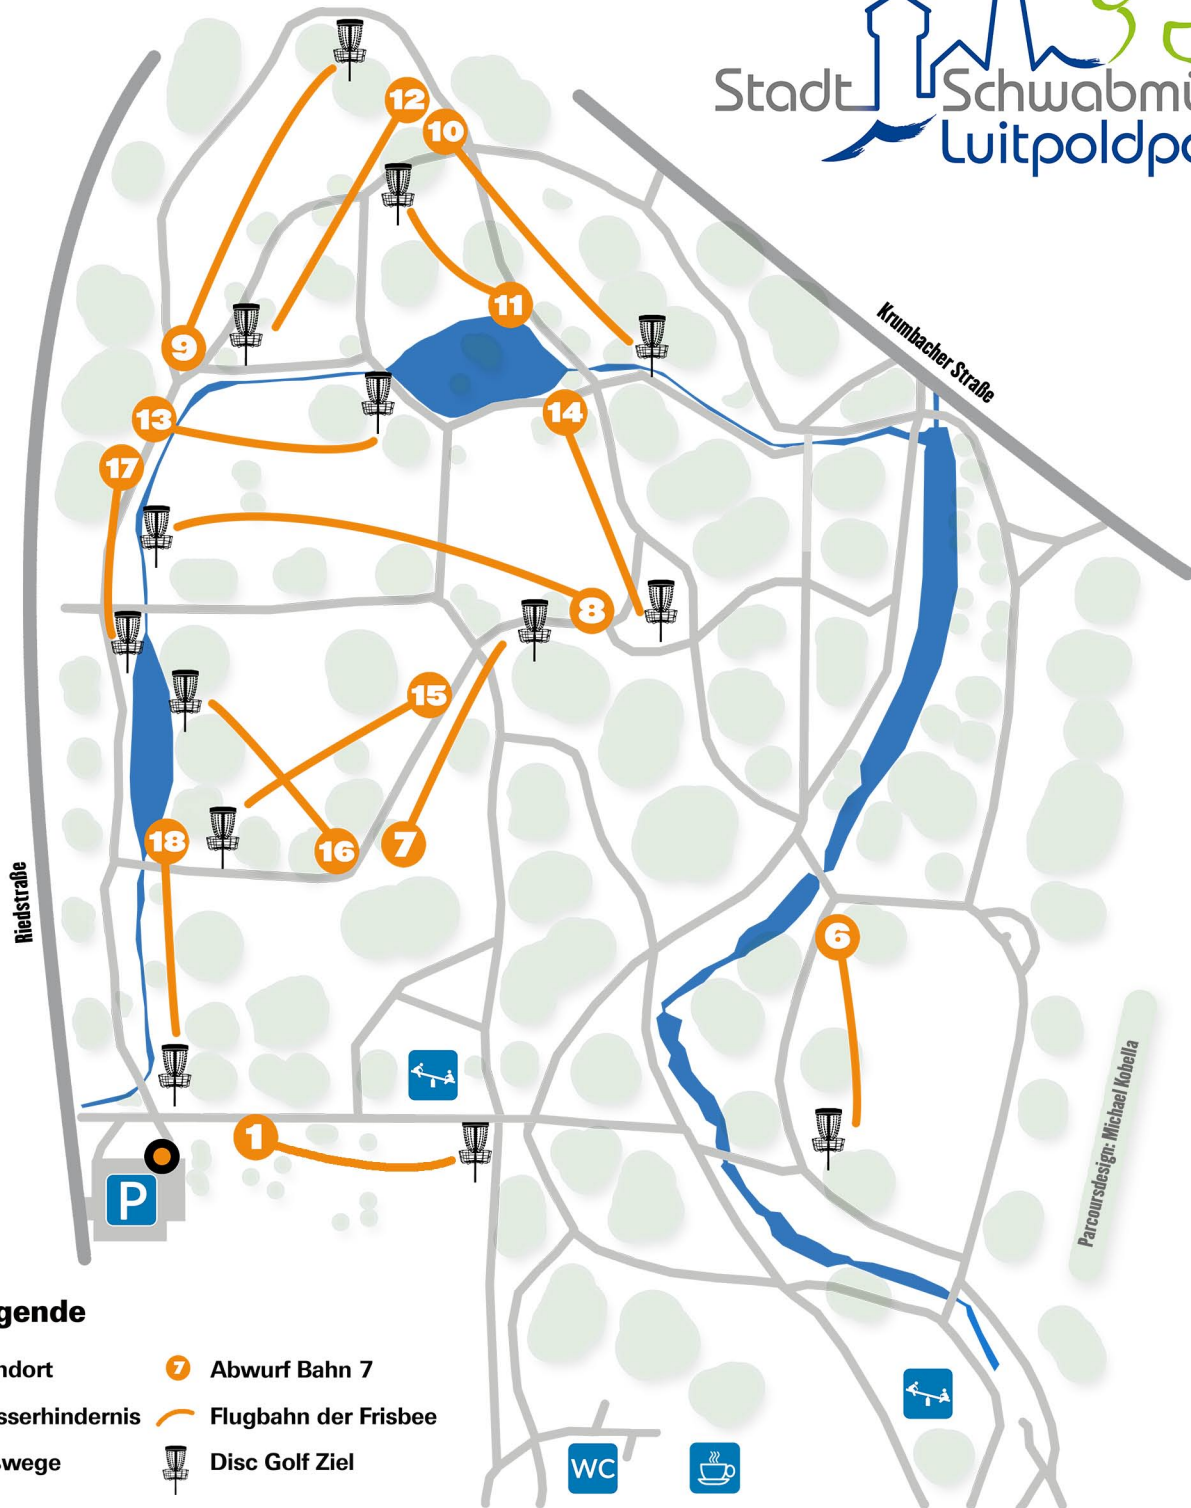 Stadt Schwabmü
Luitpoldpa
12
10
11
9
Krumbacher Straße
13
14
17
8
15
18
16
7
Riedstraße
6
Parcoursdesign: Michael Kobella
1
P
gende
ndort
7 Abwurf Bahn 7
sserhindernis
Flugbahn der Frisbee
swege
Disc Golf Ziel
WC